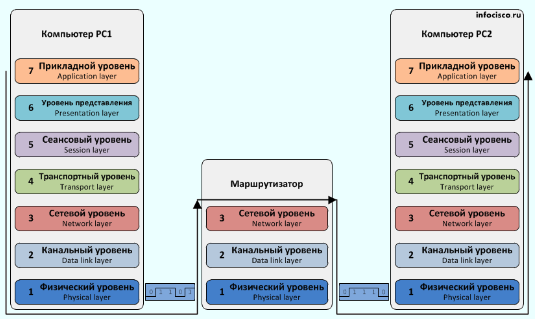 infocisco.ru
Компьютер PC1
7 Прикладной уровень
Application layer
6 Уровень представления
Presentation layer
5 Сеансовый уровень
Session layer
4 Транспортный уровень
Transport layer
3 Сетевой уровень
Network layer
2 Канальный уровень
Data link layer
1 Физический уровень
Physical layer
Маршрутизатор
3 Сетевой уровень
Network layer
2 Канальный уровень
Data link layer
1 Физический уровень
Physical layer
Компьютер PC2
7 Прикладной уровень
Application layer
6 Уровень представления
Presentation layer
5 Сеансовый уровень
Session layer
4 Транспортный уровень
Transport layer
3 Сетевой уровень
Network layer
2 Канальный уровень
Data link layer
1 Физический уровень
Physical layer